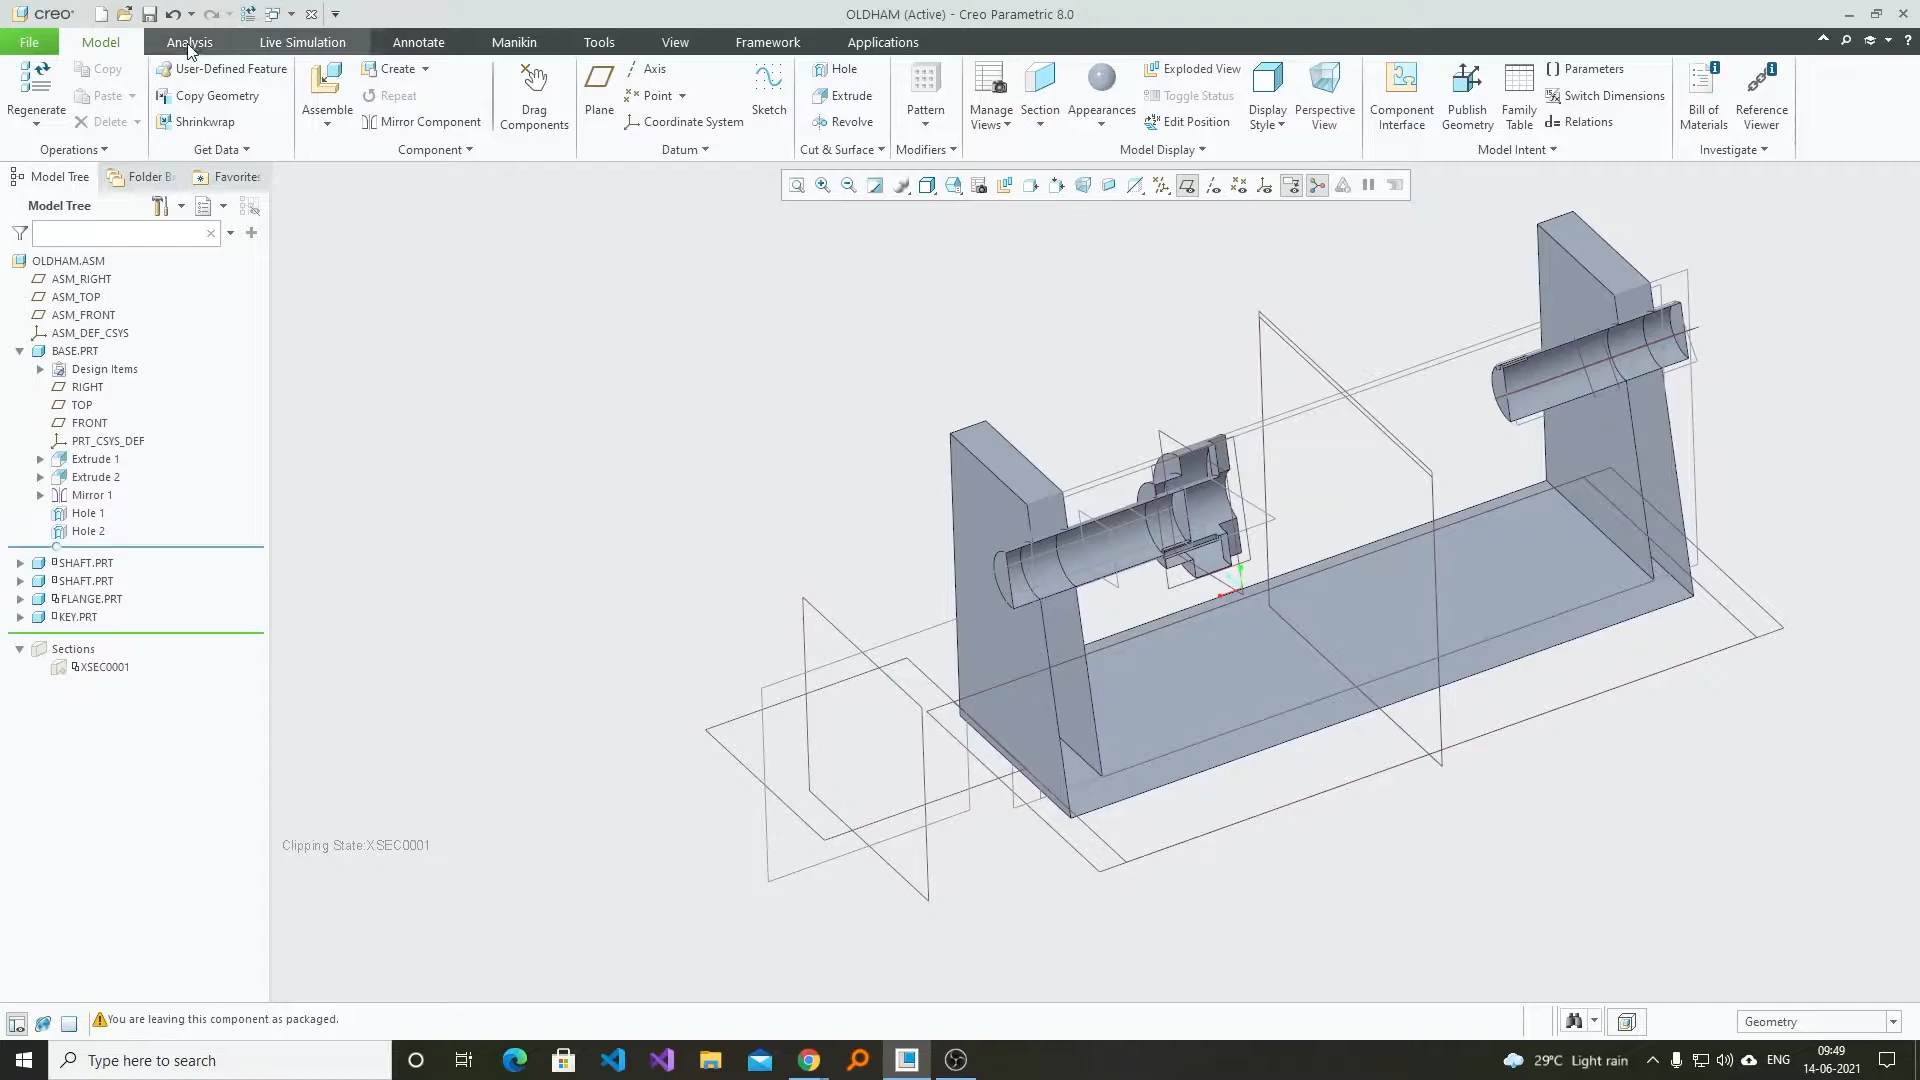 creo
OLDHAM (Active) - Creo Parametric 8.0
File
Model
Analysis
Live Simulation
Annotate
Manikin
Tools
View
Framework
Applications
Regenerate
Copy
Paste
Delete
Operations
User-Defined Feature
Copy Geometry
Shrinkwrap
Get Data
Assemble
Create
Repeat
Mirror Component
Drag
Components
Component
Plane
Axis
Point
Coordinate System
Sketch
Datum
Hole
Extrude
Revolve
Cut & Surface
Pattern
Modifiers
Manage
Views
Section
Appearances
Exploded View
Toggle Status
Edit Position
Display
Style
Perspective
View
Model Display
Component
Interface
Publish
Geometry
Family
Table
Parameters
Switch Dimensions
Relations
Model Intent
Bill of
Materials
Reference
Viewer
Investigate
Model Tree
Folder B
Favorites
Model Tree
OLDHAM.ASM
ASM_RIGHT
ASM_TOP
ASM_FRONT
ASM_DEF_CSYS
BASE.PRT
Design Items
RIGHT
TOP
FRONT
PRT_CSYS_DEF
Extrude 1
Extrude 2
Mirror 1
Hole 1
Hole 2
SHAFT.PRT
SHAFT.PRT
FLANGE.PRT
KEY.PRT
Sections
XSEC0001
Clipping State:XSEC0001
You are leaving this component as packaged.
Geometry
Type here to search
29°C Light rain
ENG
09:49
14-06-2021